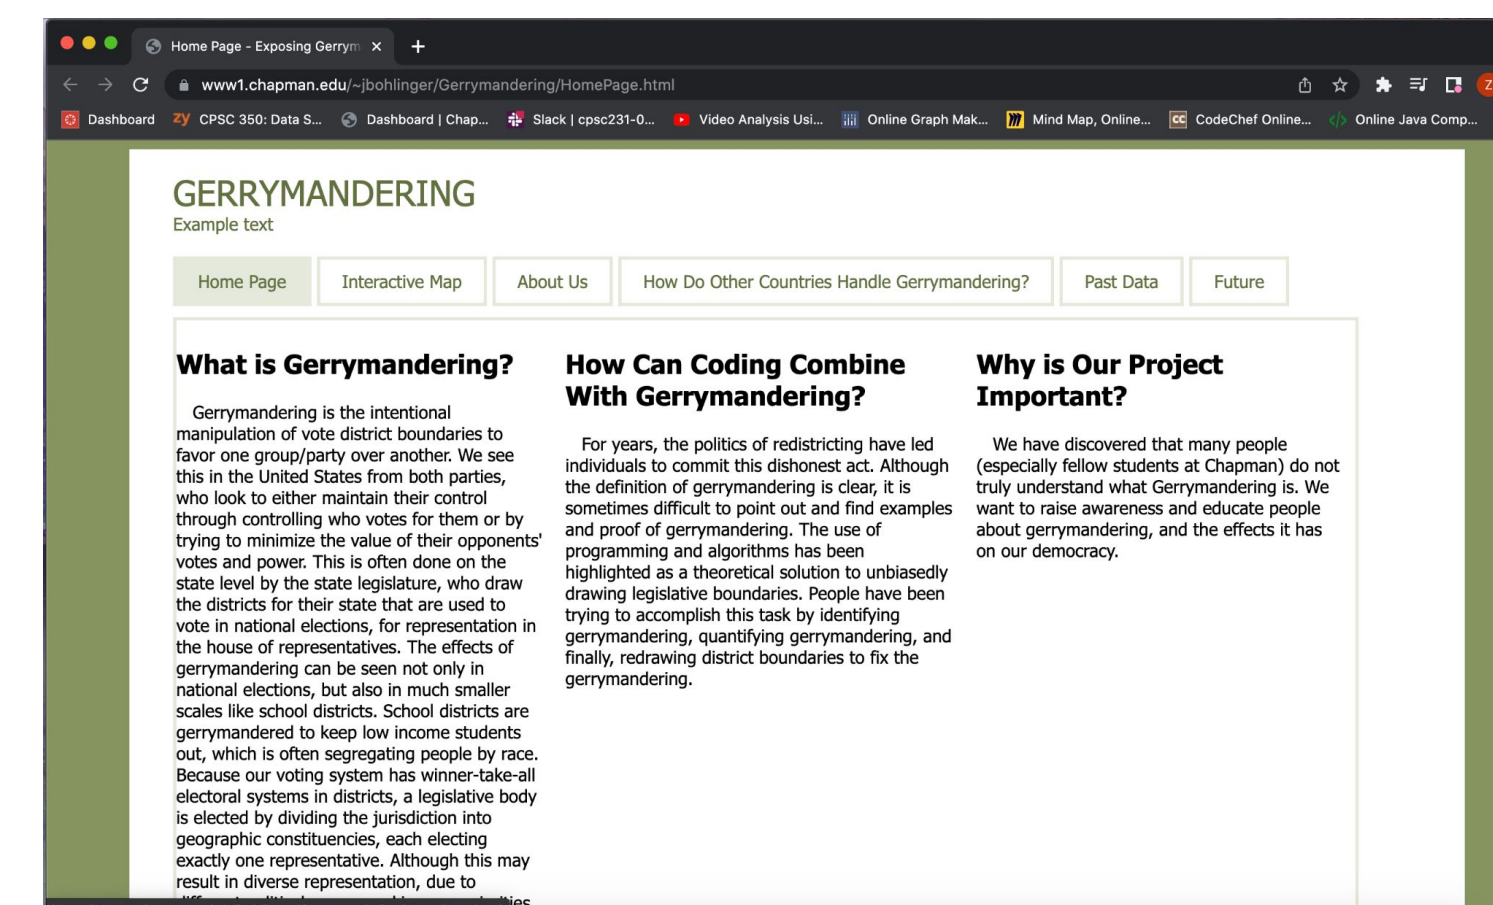 Home Page - Exposing Gerrym
www1.chapman.edu/~jbohlinger/Gerrymandering/HomePage.html
Z
Dashboard
ZY CPSC 350: Data S...
Dashboard | Chap...
Slack | cpsc231-0...
Video Analysis Usi...
Online Graph Mak...
Mind Map, Online...
CC CodeChef Online...
</> Online Java Comp...
GERRYMANDERING
Example text
Home Page
Interactive Map
About Us
How Do Other Countries Handle Gerrymandering?
Past Data
Future
What is Gerrymandering?
Gerrymandering is the intentional
manipulation of vote district boundaries to
favor one group/party over another. We see
this in the United States from both parties,
who look to either maintain their control
through controlling who votes for them or by
trying to minimize the value of their opponents'
votes and power. This is often done on the
state level by the state legislature, who draw
the districts for their state that are used to
vote in national elections, for representation in
the house of representatives. The effects of
gerrymandering can be seen not only in
national elections, but also in much smaller
scales like school districts. School districts are
gerrymandered to keep low income students
out, which is often segregating people by race.
Because our voting system has winner-take-all
electoral systems in districts, a legislative body
is elected by dividing the jurisdiction into
geographic constituencies, each electing
exactly one representative. Although this may
result in diverse representation, due to
How Can Coding Combine
With Gerrymandering?
For years, the politics of redistricting have led
individuals to commit this dishonest act. Although
the definition of gerrymandering is clear, it is
sometimes difficult to point out and find examples
and proof of gerrymandering. The use of
programming and algorithms has been
highlighted as a theoretical solution to unbiasedly
drawing legislative boundaries. People have been
trying to accomplish this task by identifying
gerrymandering, quantifying gerrymandering, and
finally, redrawing district boundaries to fix the
gerrymandering.
Why is Our Project
Important?
We have discovered that many people
(especially fellow students at Chapman) do not
truly understand what Gerrymandering is. We
want to raise awareness and educate people
about gerrymandering, and the effects it has
on our democracy.